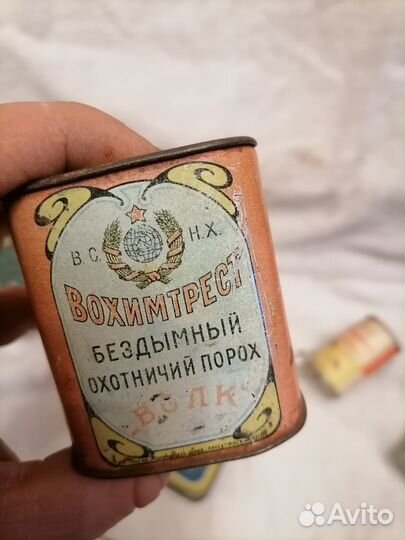 В.С. Н.Х.
ВОХИМТРЕСТ
БЕЗДЫМНЫЙ
ОХОТНИЧИЙ ПОРОХ
„ВОЛК“
Avito